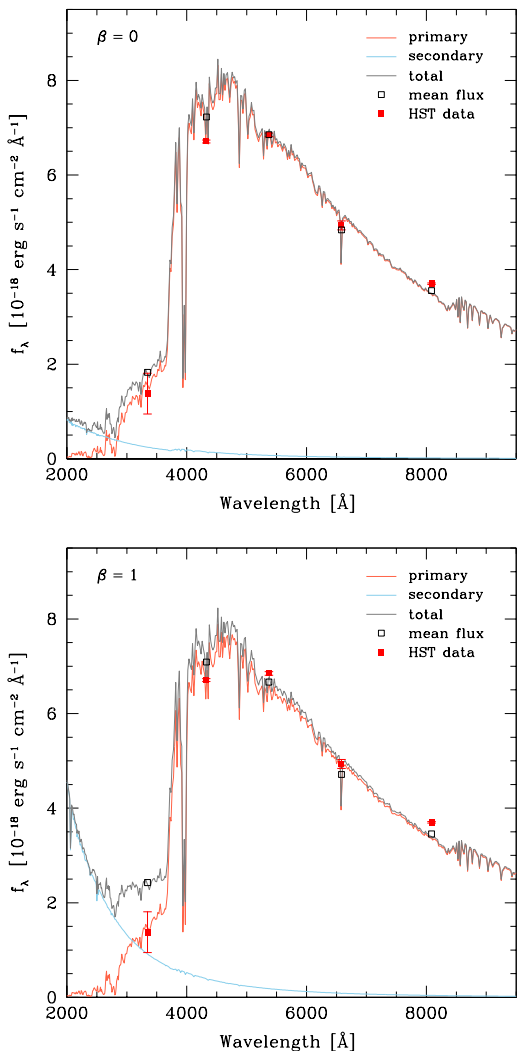 β = 0
primary
secondary
total
mean flux
HST data
8
6
4
2
0
f_λ [10⁻¹⁸ erg s⁻¹ cm⁻² Å⁻¹]
2000 4000 6000 8000
Wavelength [Å]
β = 1
primary
secondary
total
mean flux
HST data
8
6
4
2
0
f_λ [10⁻¹⁸ erg s⁻¹ cm⁻² Å⁻¹]
2000 4000 6000 8000
Wavelength [Å]